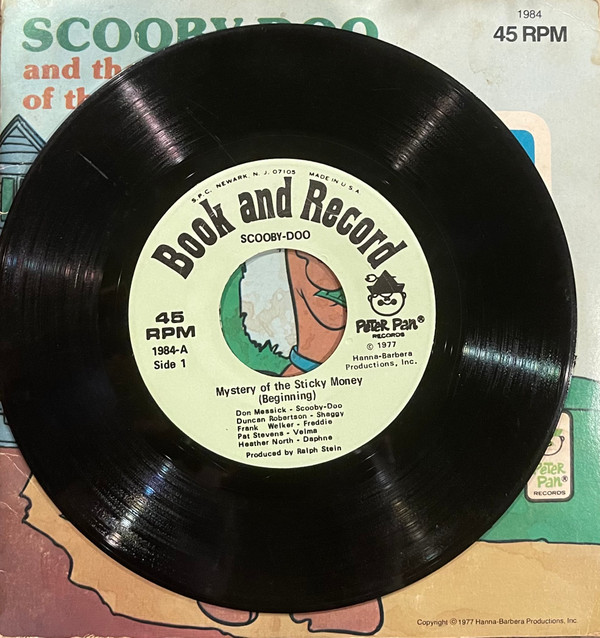 SCOOBY-DOO
and the
of th
1984
45 RPM
S.P.C. NEWARK, N. J. 07105 MADE IN U.S.A.
Book and Record
SCOOBY-DOO
45
RPM
1984-A
Side 1
PETER PAN®
RECORDS
© 1977
Hanna-Barbera
Productions, Inc.
Mystery of the Sticky Money
(Beginning)
Don Messick - Scooby-Doo
Duncan Robertson - Shaggy
Frank Welker - Freddie
Pat Stevens - Velma
Heather North - Daphne
Produced by Ralph Stein
PETER
PAN®
RECORDS
Copyright © 1977 Hanna-Barbera Productions, Inc.